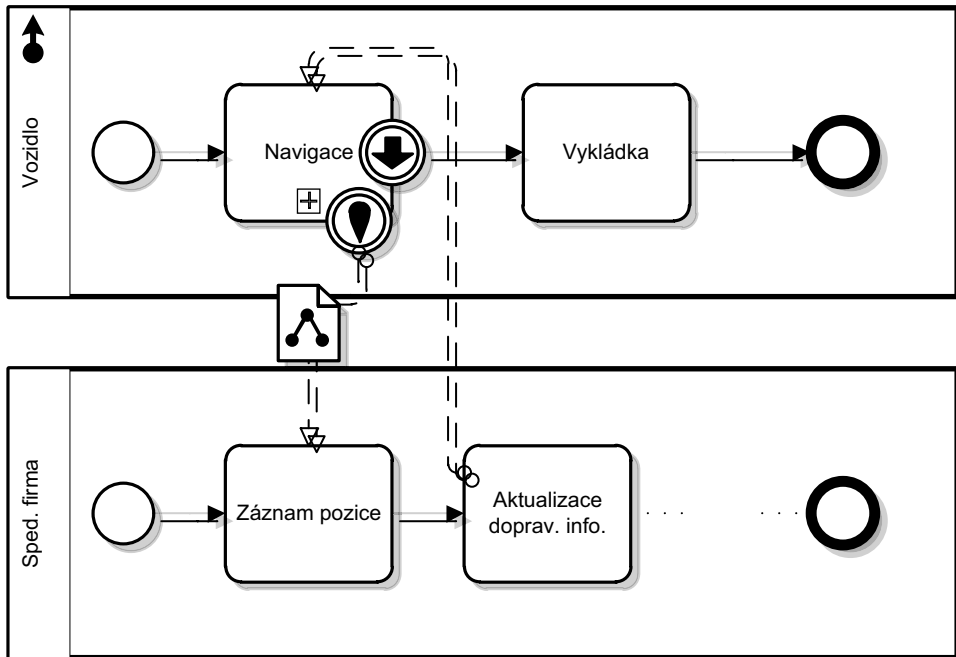 Vozidlo
Navigace
Vykládka
Sped. firma
Záznam pozice
Aktualizace
doprav. info.